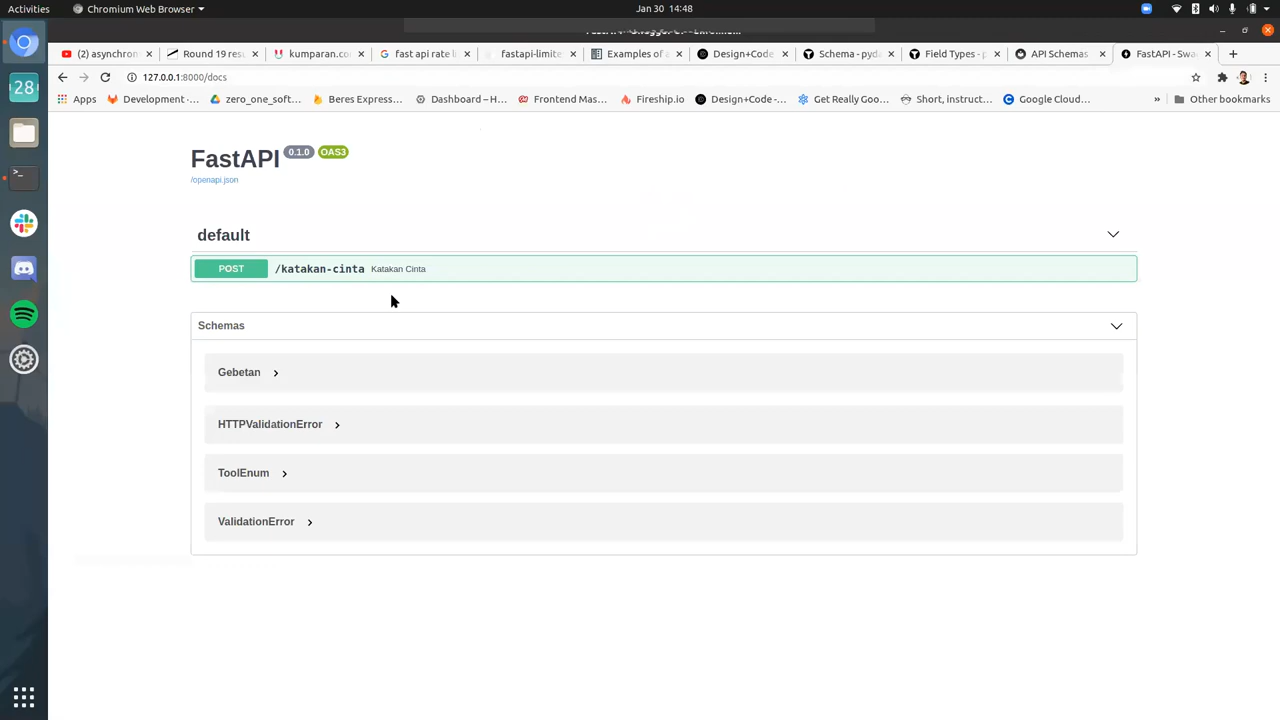 Activities
Chromium Web Browser
Jan 30 14:48
(2) asynchron
Round 19 resu
kumparan.co
fast api rate li
fastapi-limite
Examples of e
Design+Code
Schema - pyd
Field Types - p
API Schemas
FastAPI - Swa
127.0.0.1:8000/docs
Apps
Development -...
zero_one_soft...
Beres Express...
Dashboard – H...
Frontend Mas...
Fireship.io
Design+Code -...
Get Really Goo...
Short, instruct...
Google Cloud...
»
Other bookmarks
28
FastAPI 0.1.0 OAS3
/openapi.json
default
POST /katakan-cinta Katakan Cinta
Schemas
Gebetan
HTTPValidationError
ToolEnum
ValidationError